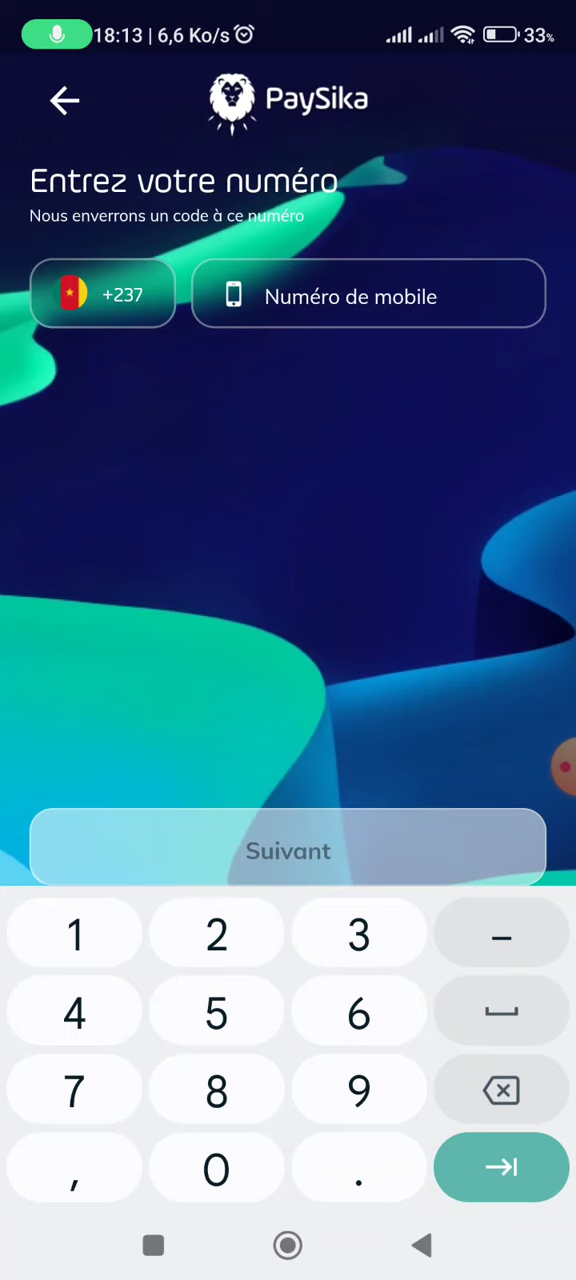 18:13 | 6,6 Ko/s
33%
PaySika
Entrez votre numéro
Nous enverrons un code à ce numéro
+237
Numéro de mobile
Suivant
1 2 3 –
4 5 6
7 8 9
, 0 .